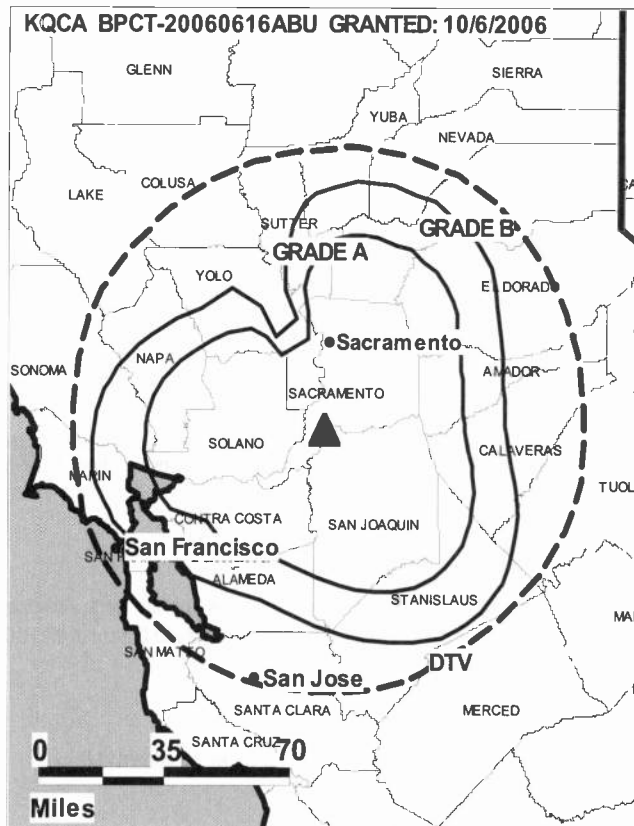 KQCA BPCT-20060616ABU GRANTED: 10/6/2006
GLENN
SIERRA
YUBA
NEVADA
COLUSA
LAKE
SUTTER
GRADE B
GRADE A
YOLO
EL DORADO
Sacramento
NAPA
SONOMA
AMADOR
SACRAMENTO
SOLANO
CALAVERAS
MARIN
TUOL
CONTRA COSTA
SAN JOAQUIN
San Francisco
SAN F
ALAMEDA
STANISLAUS
SAN MATEO
DTV
San Jose
SANTA CLARA
MERCED
SANTA CRUZ
0 35 70
Miles